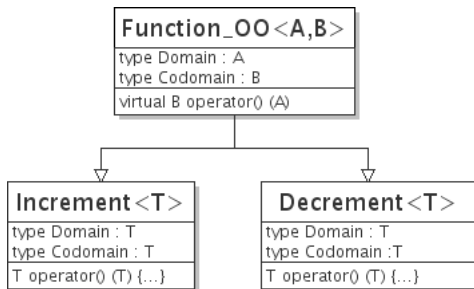 Function_OO<A,B>
type Domain : A
type Codomain : B
virtual B operator() (A)
Increment<T>
type Domain : T
type Codomain : T
T operator() (T) {...}
Decrement<T>
type Domain : T
type Codomain :T
T operator() (T) {...}